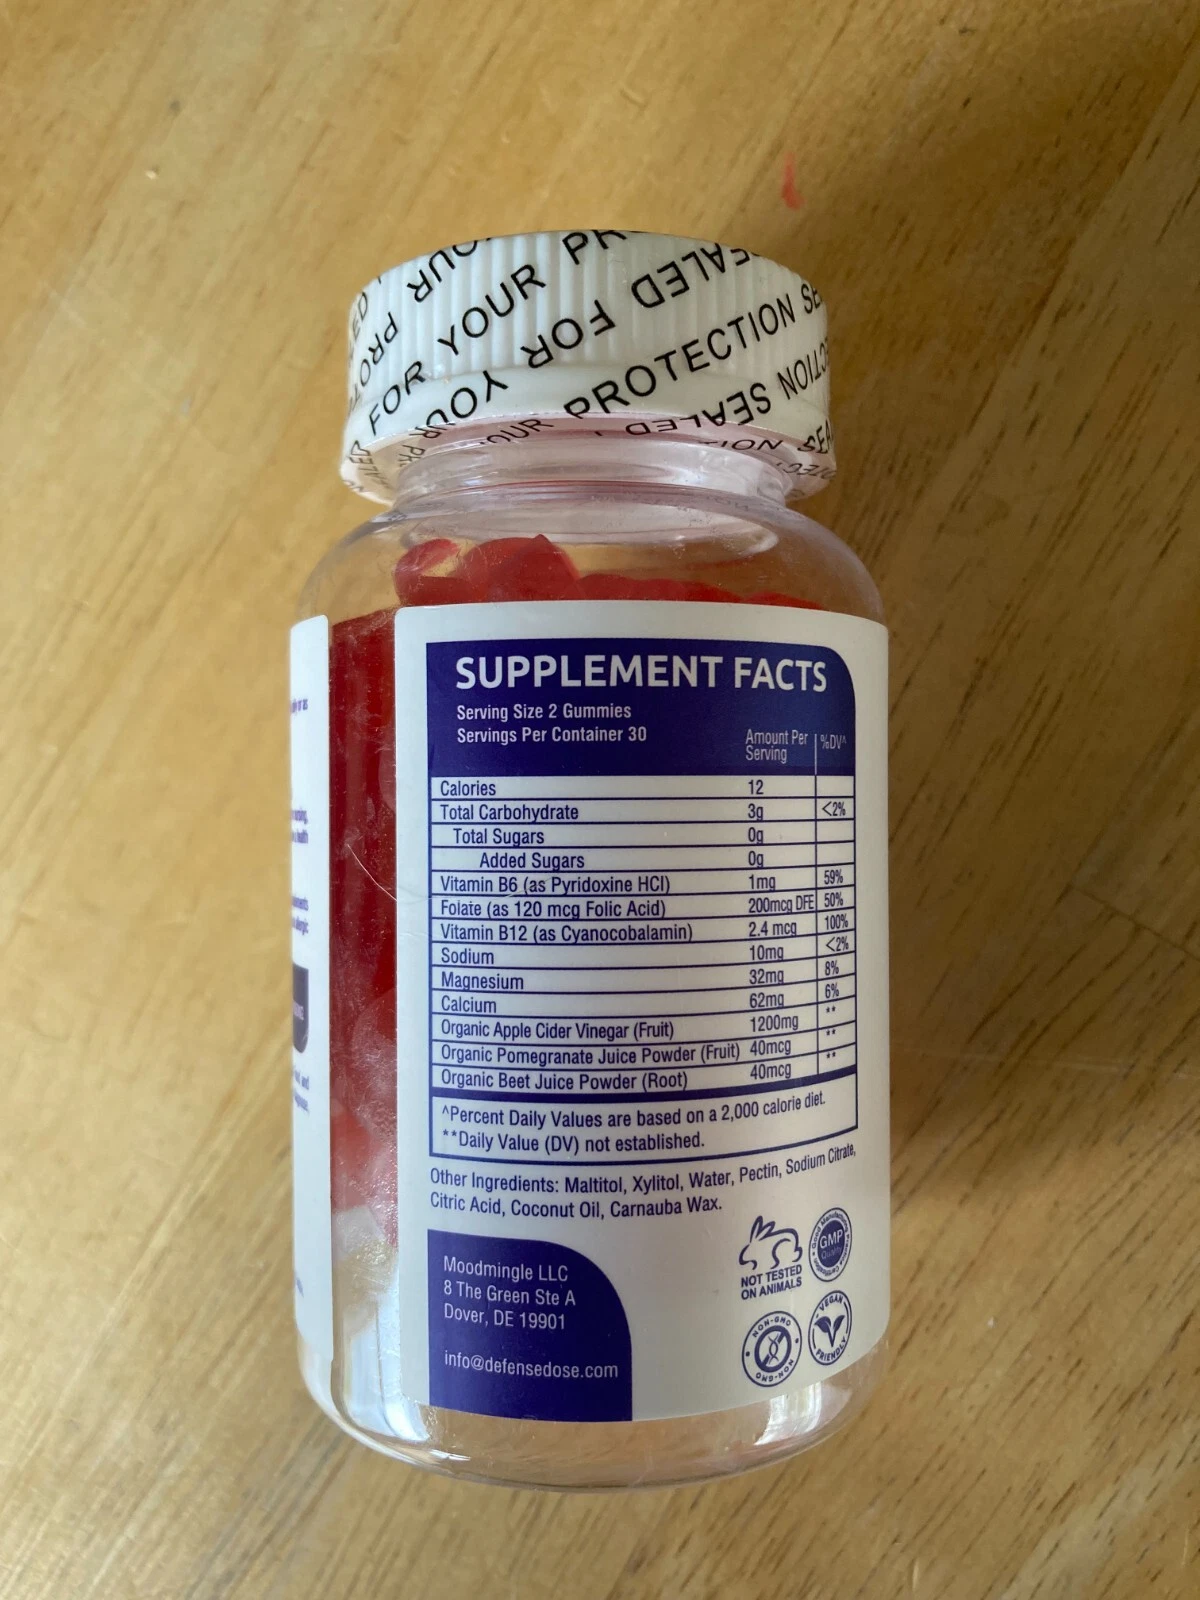 YOUR
FOR YOUR
SEALED FOR YOUR
PROTECTION
SEALED
SUPPLEMENT FACTS
Serving Size 2 Gummies
Servings Per Container 30
Amount Per Serving %DV^
Calories 12
Total Carbohydrate 3g <2%
Total Sugars 0g
Added Sugars 0g
Vitamin B6 (as Pyridoxine HCl) 1mg 59%
Folate (as 120 mcg Folic Acid) 200mcg DFE 50%
Vitamin B12 (as Cyanocobalamin) 2.4 mcg 100%
Sodium 10mg <2%
Magnesium 32mg 8%
Calcium 62mg 6%
Organic Apple Cider Vinegar (Fruit) 1200mg **
Organic Pomegranate Juice Powder (Fruit) 40mcg **
Organic Beet Juice Powder (Root) 40mcg **
^Percent Daily Values are based on a 2,000 calorie diet.
**Daily Value (DV) not established.
Other Ingredients: Maltitol, Xylitol, Water, Pectin, Sodium Citrate,
Citric Acid, Coconut Oil, Carnauba Wax.
Moodmingle LLC
8 The Green Ste A
Dover, DE 19901
info@defensedose.com
NOT TESTED
ON ANIMALS
GMP
Quality
NON-GMO
NON-GMO
VEGAN
FRIENDLY